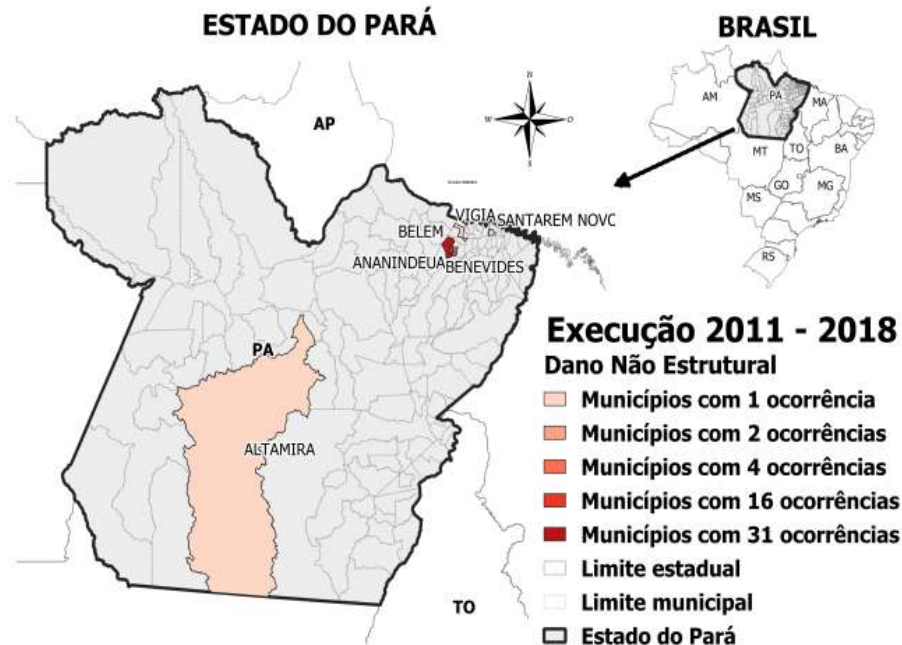 ESTADO DO PARÁ
BRASIL
AP
N
W
O
S
AM
PA
MA
MT
TO
BA
GO
MS
MG
RS
VIGIA
SANTAREM NOVC
BELEM
ANANINDEUA
BENEVIDES
PA
ALTAMIRA
TO
Execução 2011 - 2018
Dano Não Estrutural
Municípios com 1 ocorrência
Municípios com 2 ocorrências
Municípios com 4 ocorrências
Municípios com 16 ocorrências
Municípios com 31 ocorrências
Limite estadual
Limite municipal
Estado do Pará